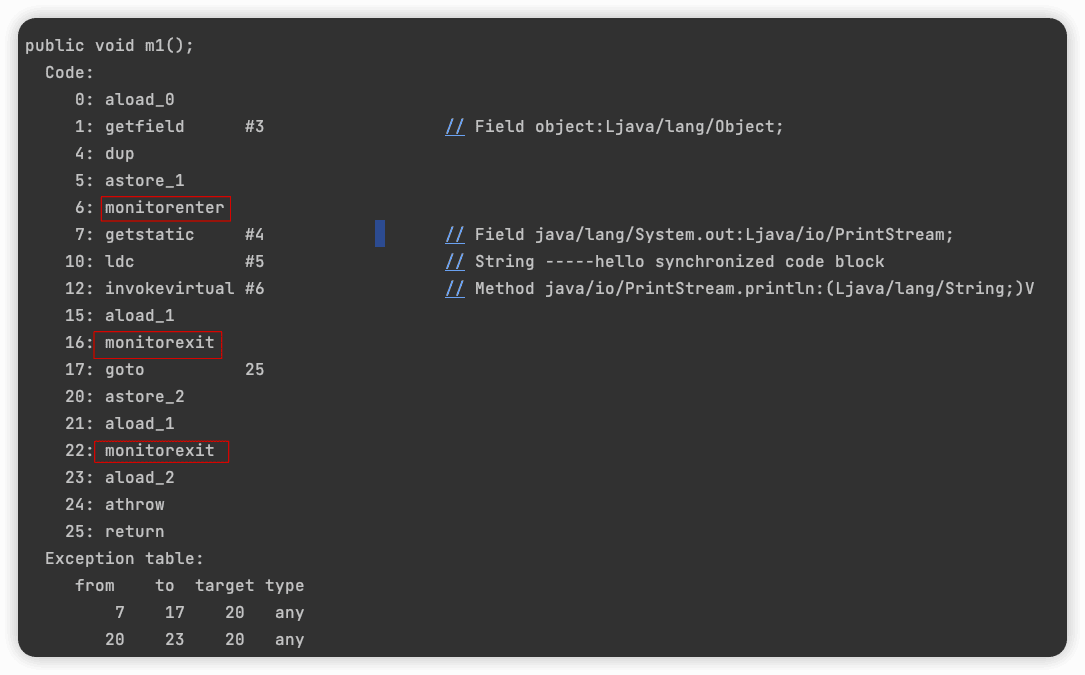 public void m1();
  Code:
     0: aload_0
     1: getfield      #3                  // Field object:Ljava/lang/Object;
     4: dup
     5: astore_1
     6: monitorenter
     7: getstatic     #4                  // Field java/lang/System.out:Ljava/io/PrintStream;
    10: ldc           #5                  // String -----hello synchronized code block
    12: invokevirtual #6                  // Method java/io/PrintStream.println:(Ljava/lang/String;)V
    15: aload_1
    16: monitorexit
    17: goto          25
    20: astore_2
    21: aload_1
    22: monitorexit
    23: aload_2
    24: athrow
    25: return
  Exception table:
     from    to  target type
         7    17    20   any
        20    23    20   any